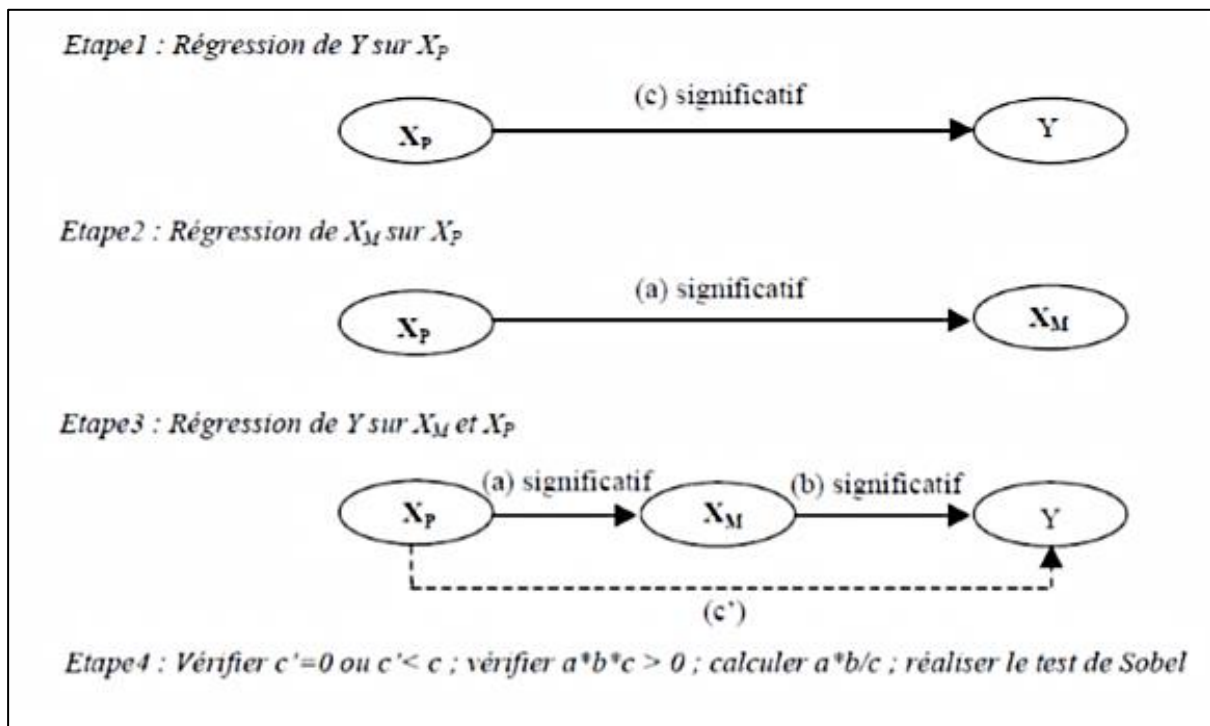 Etape1 : Régression de Y sur X_P
(c) significatif
X_P
Y
Etape2 : Régression de X_M sur X_P
(a) significatif
X_P
X_M
Etape3 : Régression de Y sur X_M et X_P
(a) significatif
(b) significatif
X_P
X_M
Y
(c’)
Etape4 : Vérifier c’=0 ou c’< c ; vérifier a*b*c > 0 ; calculer a*b/c ; réaliser le test de Sobel